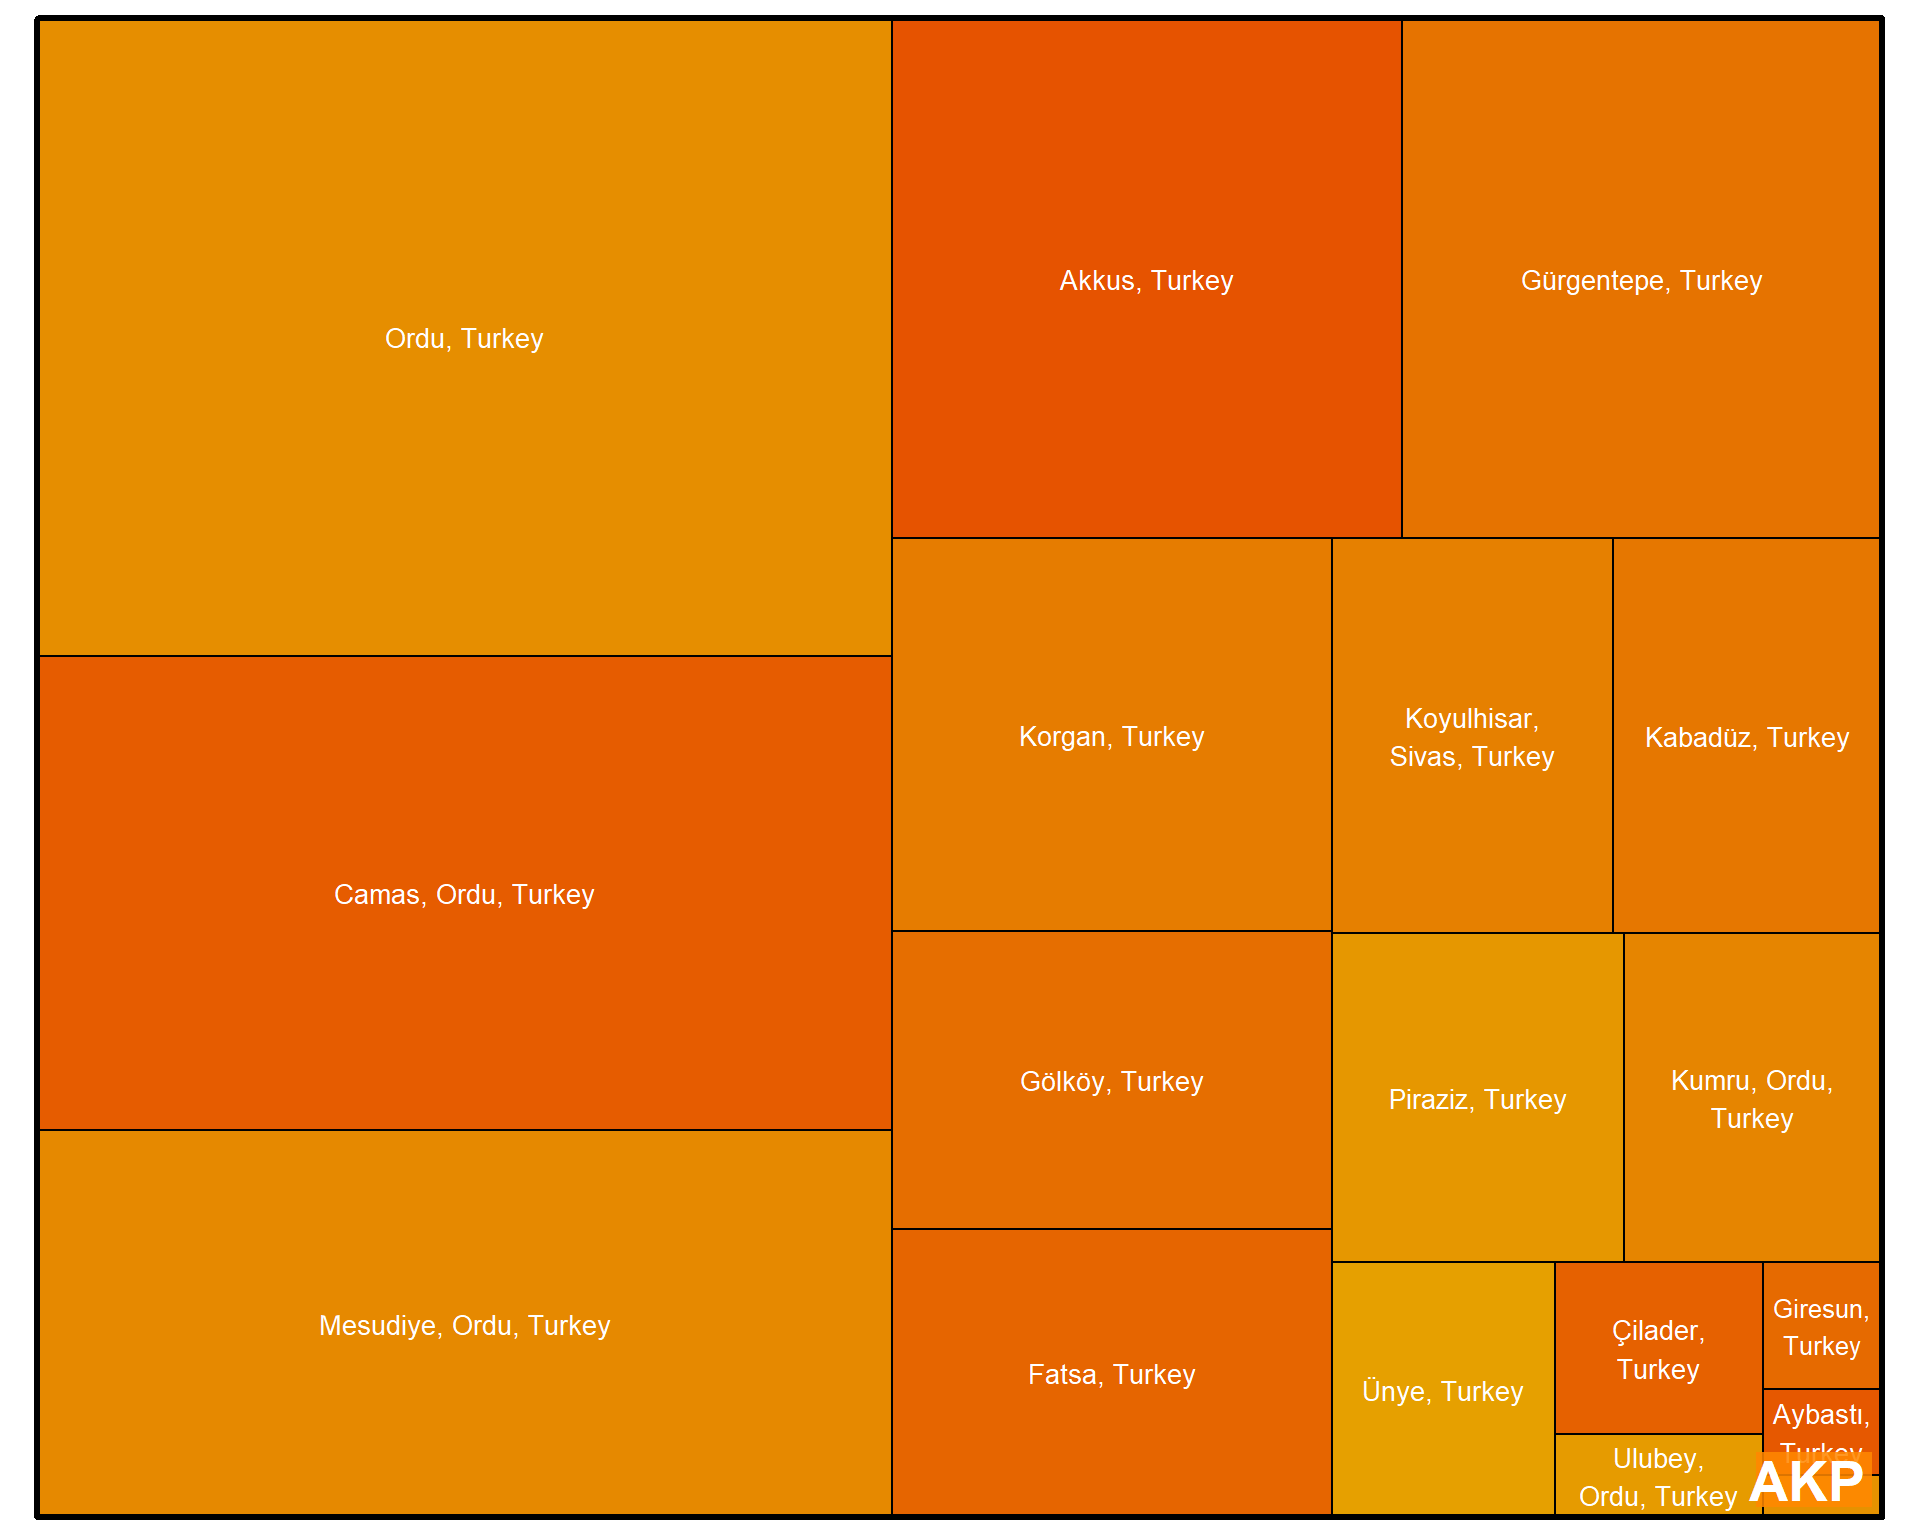 Ordu, Turkey
Akkus, Turkey
Gürgentepe, Turkey
Camas, Ordu, Turkey
Mesudiye, Ordu, Turkey
Korgan, Turkey
Koyulhisar,
Sivas, Turkey
Kabadüz, Turkey
Gölköy, Turkey
Fatsa, Turkey
Piraziz, Turkey
Kumru, Ordu,
Turkey
Ünye, Turkey
Çilader,
Turkey
Giresun,
Turkey
Aybastı,
Turkey
Ulubey,
Ordu, Turkey
AKP